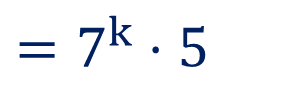 = 7ᵏ · 5